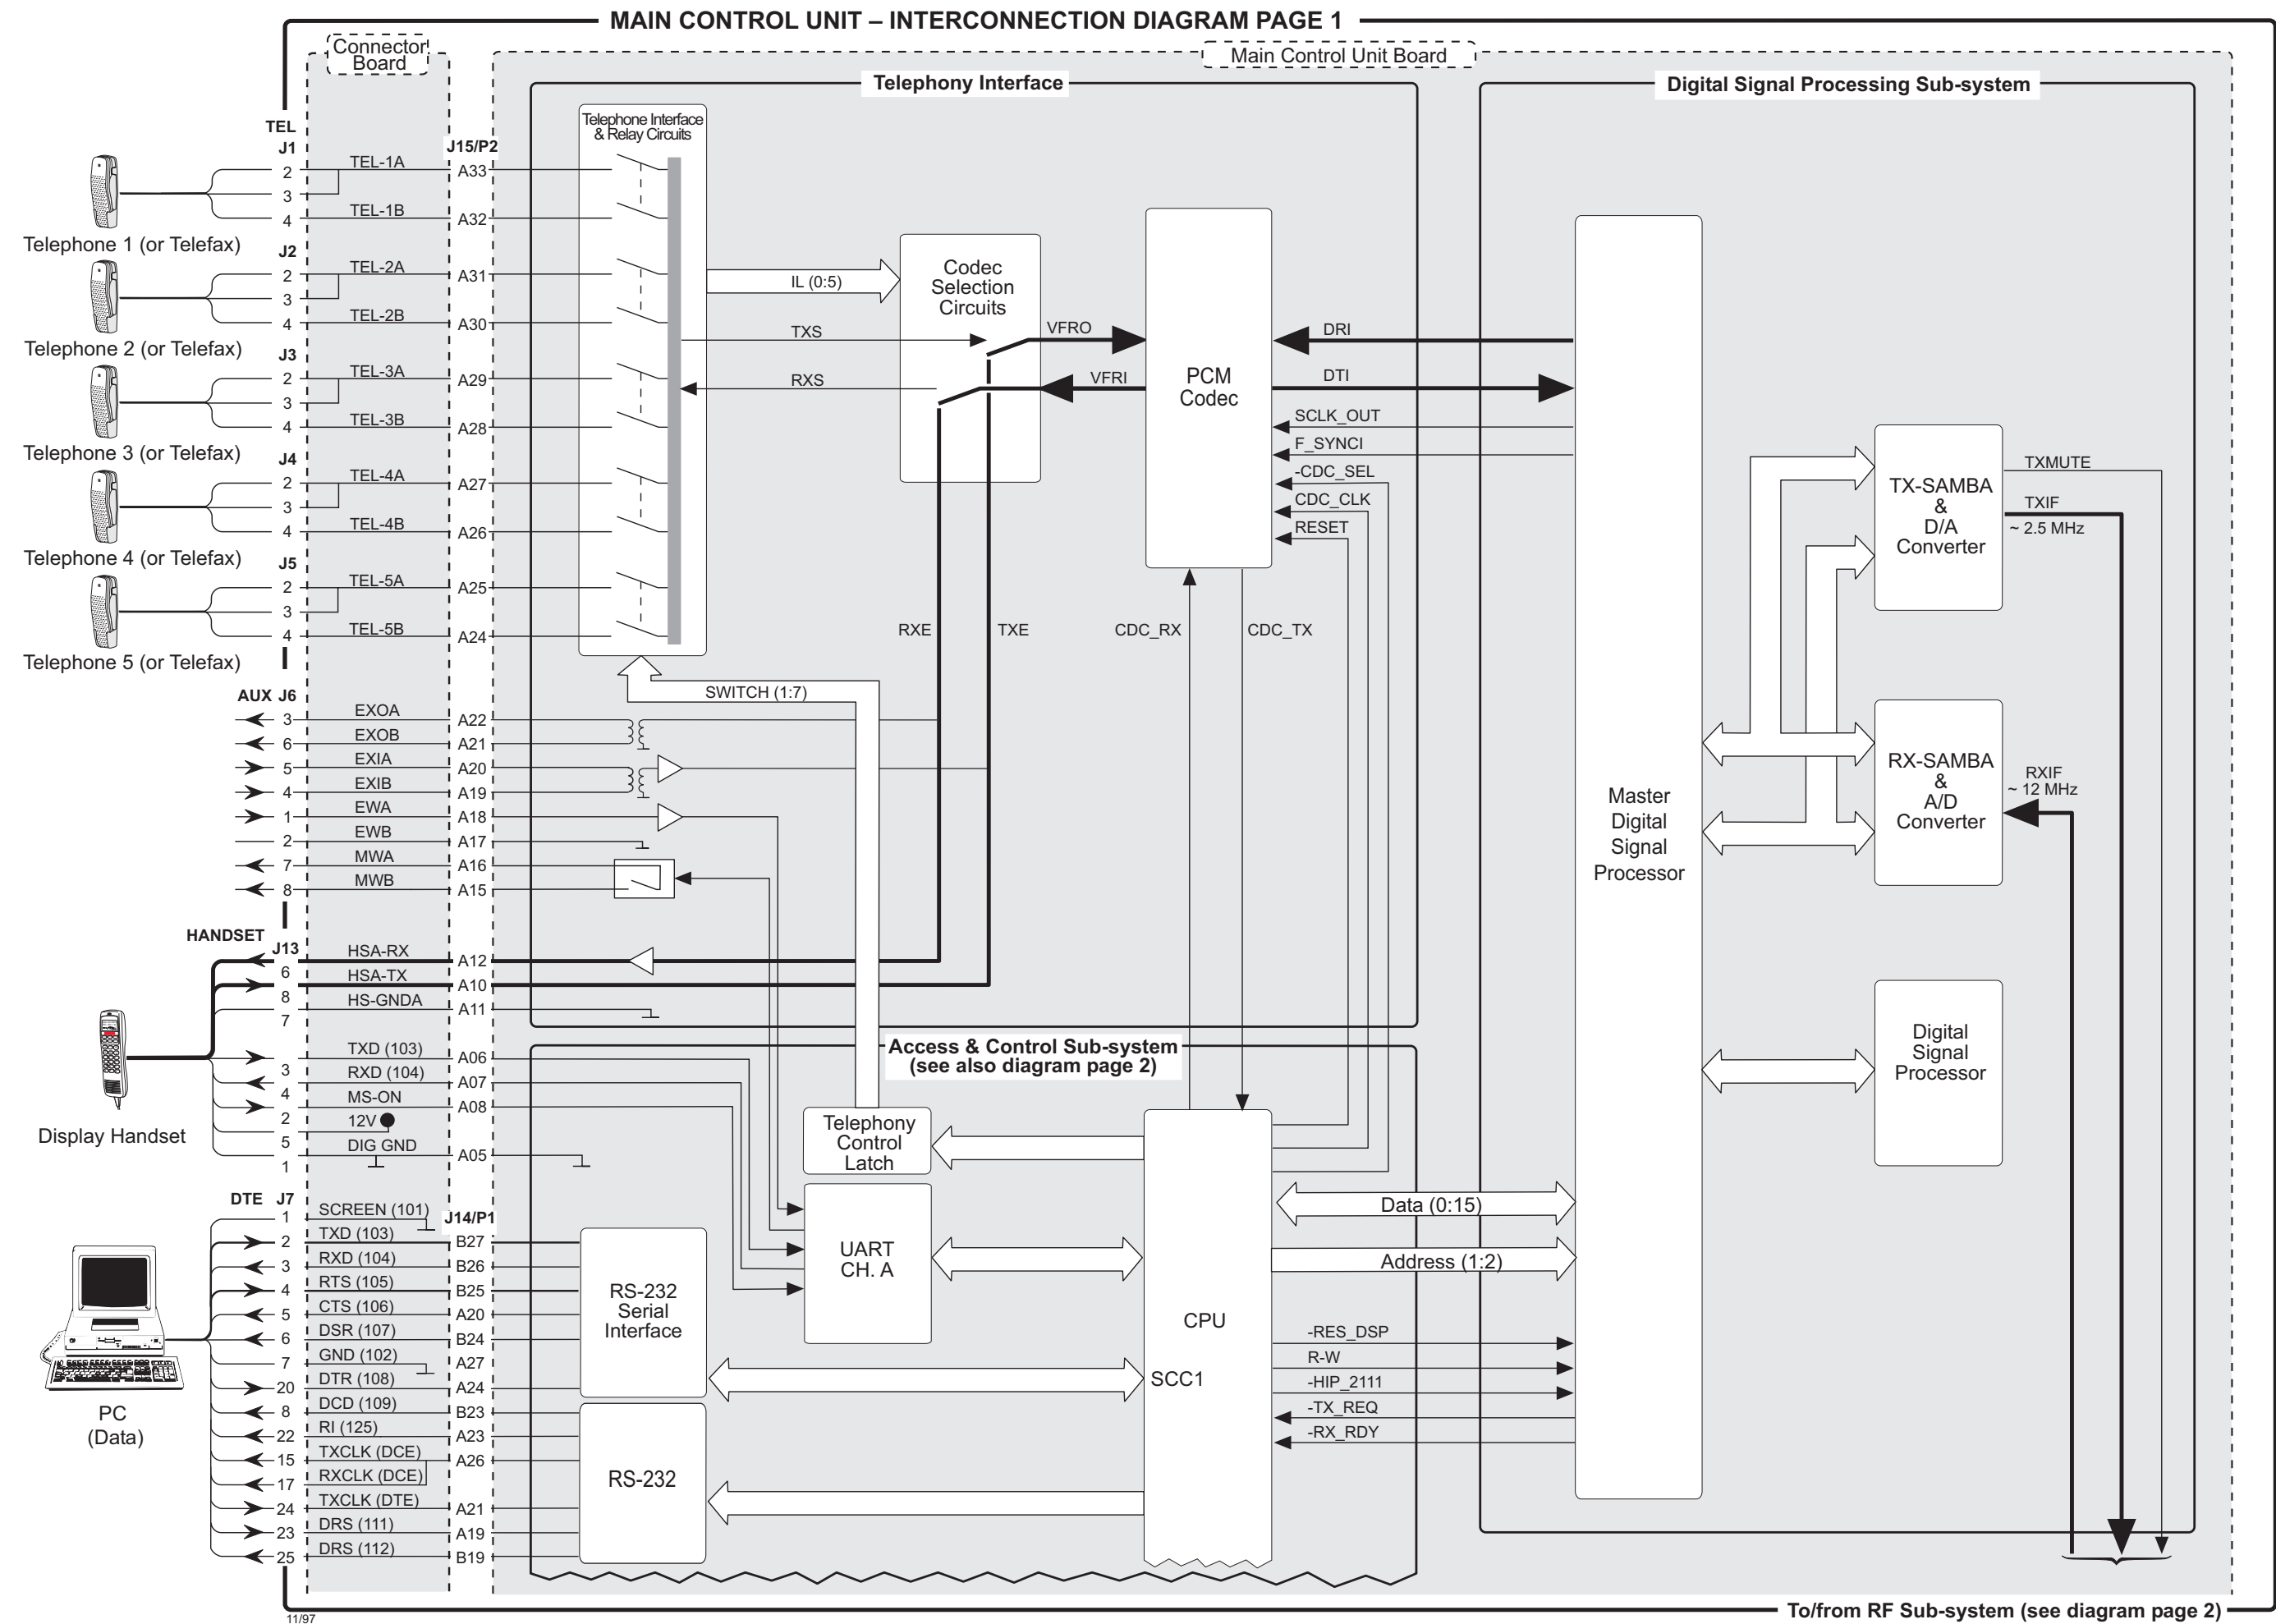 MAIN CONTROL UNIT – INTERCONNECTION DIAGRAM PAGE 1
Connector
Board
Main Control Unit Board
Telephony Interface
Digital Signal Processing Sub-system
Telephone Interface
& Relay Circuits
TEL
J1
J15/P2
2
TEL-1A
A33
3
4
TEL-1B
A32
Telephone 1 (or Telefax)
J2
2
TEL-2A
A31
3
4
TEL-2B
A30
Telephone 2 (or Telefax)
J3
2
TEL-3A
A29
3
4
TEL-3B
A28
Telephone 3 (or Telefax)
J4
2
TEL-4A
A27
3
4
TEL-4B
A26
Telephone 4 (or Telefax)
J5
2
TEL-5A
A25
3
4
TEL-5B
A24
Telephone 5 (or Telefax)
IL (0:5)
Codec
Selection
Circuits
TXS
RXS
VFRO
VFRI
PCM
Codec
DRI
DTI
SCLK_OUT
F_SYNCI
-CDC_SEL
CDC_CLK
RESET
RXE
TXE
CDC_RX
CDC_TX
SWITCH (1:7)
Master
Digital
Signal
Processor
TX-SAMBA
&
D/A
Converter
TXMUTE
TXIF
~ 2.5 MHz
RX-SAMBA
&
A/D
Converter
RXIF
~ 12 MHz
Digital
Signal
Processor
AUX J6
3
EXOA
A22
6
EXOB
A21
5
EXIA
A20
4
EXIB
A19
1
EWA
A18
2
EWB
A17
7
MWA
A16
8
MWB
A15
HANDSET
J13
6
HSA-RX
A12
8
HSA-TX
A10
7
HS-GNDA
A11
3
TXD (103)
A06
4
RXD (104)
A07
2
MS-ON
A08
5
12V
1
DIG GND
A05
Display Handset
Access & Control Sub-system
(see also diagram page 2)
Telephony
Control
Latch
UART
CH. A
CPU
SCC1
Data (0:15)
Address (1:2)
-RES_DSP
R-W
-HIP_2111
-TX_REQ
-RX_RDY
DTE J7
J14/P1
1
SCREEN (101)
2
TXD (103)
B27
3
RXD (104)
B26
4
RTS (105)
B25
5
CTS (106)
A20
6
DSR (107)
B24
7
GND (102)
A27
20
DTR (108)
A24
8
DCD (109)
B23
22
RI (125)
A23
15
TXCLK (DCE)
A26
17
RXCLK (DCE)
24
TXCLK (DTE)
A21
23
DRS (111)
A19
25
DRS (112)
B19
PC
(Data)
RS-232
Serial
Interface
RS-232
11/97
To/from RF Sub-system (see diagram page 2)